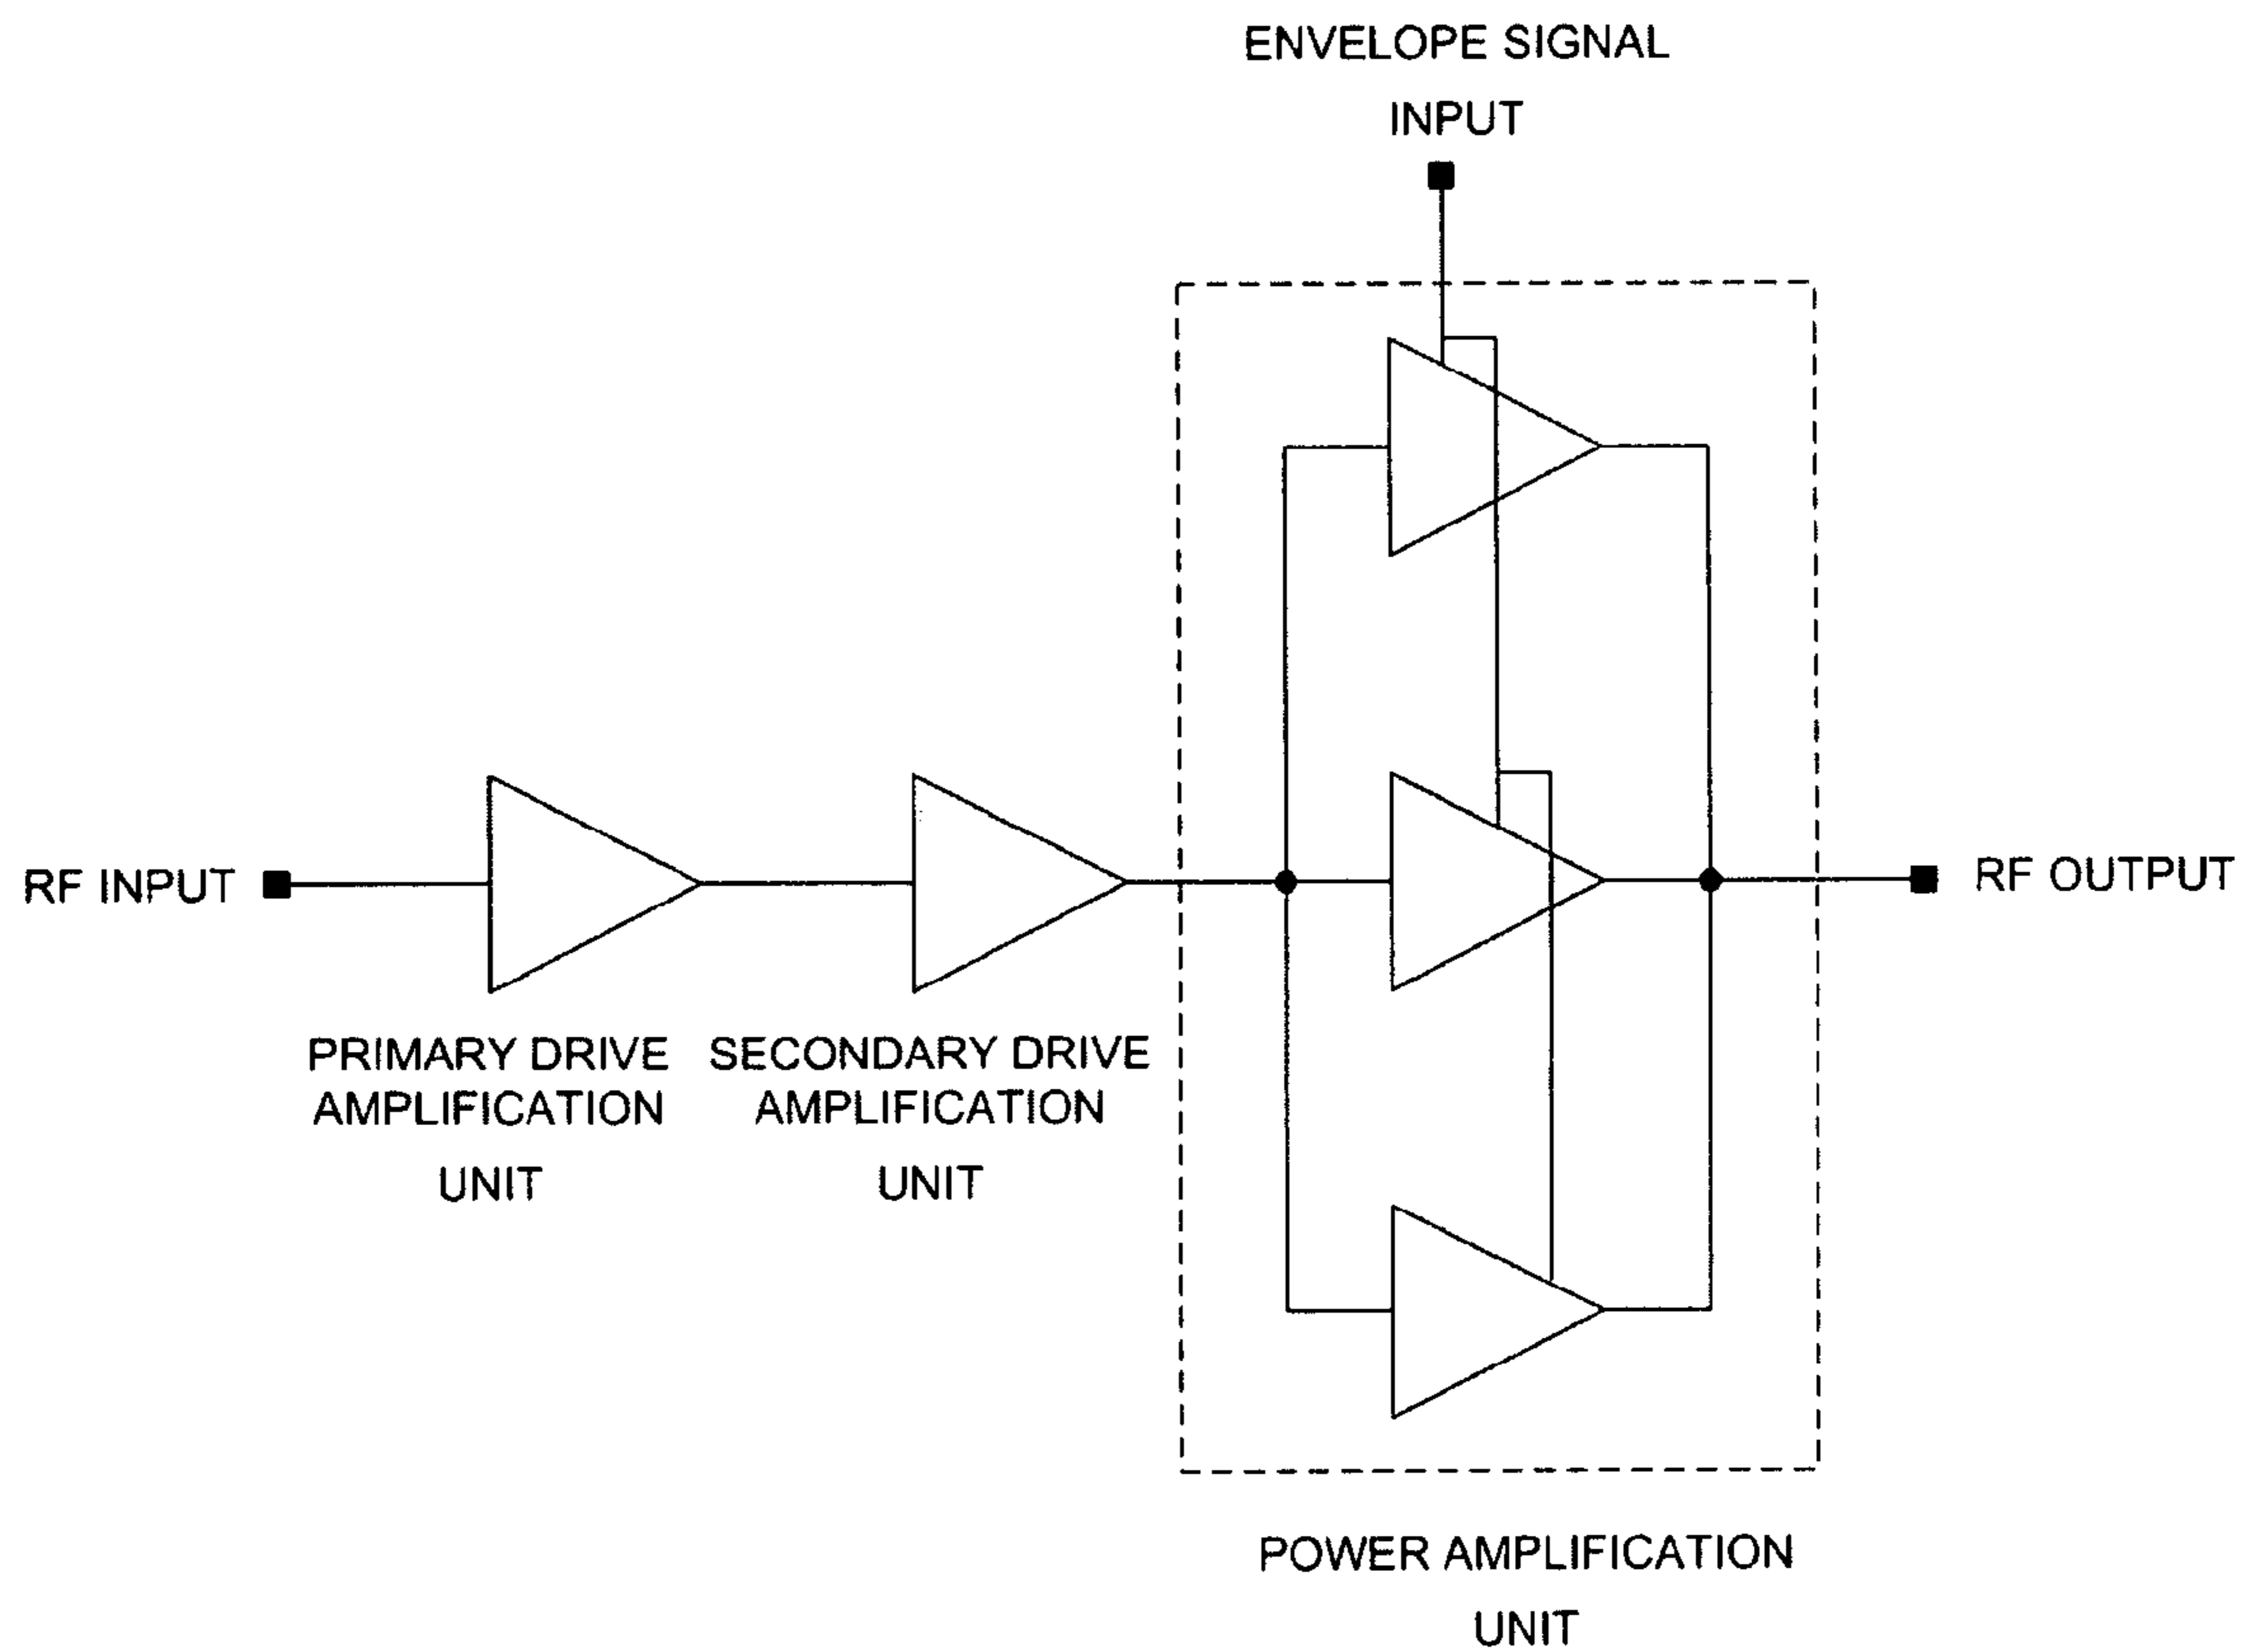 ENVELOPE SIGNAL
INPUT
RF INPUT
RF OUTPUT
PRIMARY DRIVE
AMPLIFICATION
UNIT
SECONDARY DRIVE
AMPLIFICATION
UNIT
POWER AMPLIFICATION
UNIT